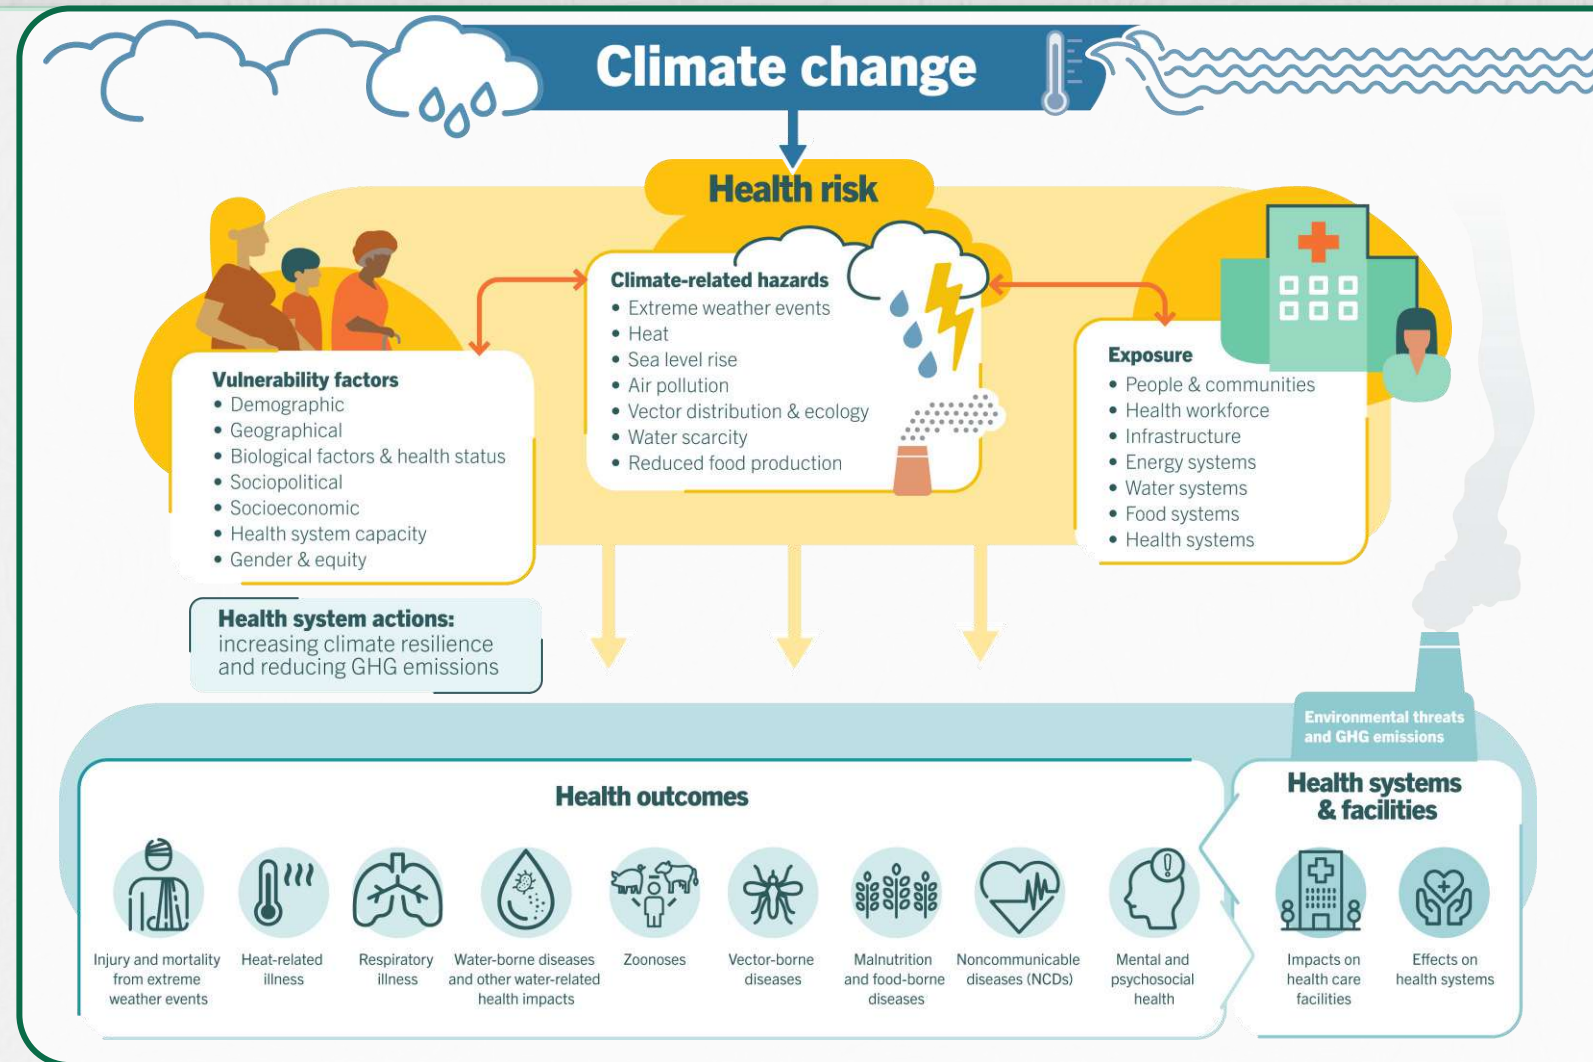 Climate change
Health risk
Climate-related hazards
• Extreme weather events
• Heat
• Sea level rise
• Air pollution
• Vector distribution & ecology
• Water scarcity
• Reduced food production
Vulnerability factors
• Demographic
• Geographical
• Biological factors & health status
• Sociopolitical
• Socioeconomic
• Health system capacity
• Gender & equity
Exposure
• People & communities
• Health workforce
• Infrastructure
• Energy systems
• Water systems
• Food systems
• Health systems
Health system actions:
increasing climate resilience
and reducing GHG emissions
Environmental threats
and GHG emissions
Health outcomes
Injury and mortality
from extreme
weather events
Heat-related
illness
Respiratory
illness
Water-borne diseases
and other water-related
health impacts
Zoonoses
Vector-borne
diseases
Malnutrition
and food-borne
diseases
Noncommunicable
diseases (NCDs)
Mental and
psychosocial
health
Health systems
& facilities
Impacts on
health care
facilities
Effects on
health systems